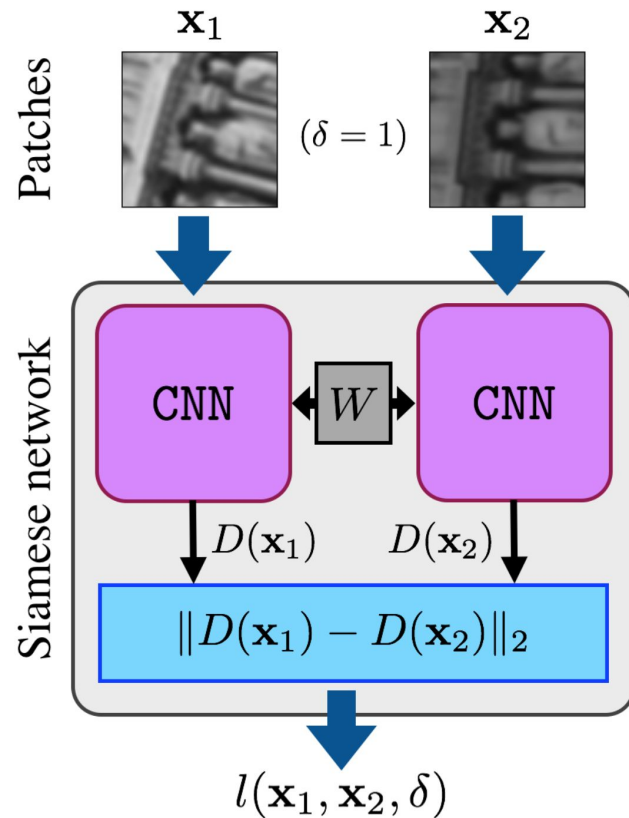 x₁ x₂
Patches
(δ = 1)
Siamese network
CNN W CNN
D(x₁) D(x₂)
‖D(x₁) − D(x₂)‖₂
l(x₁, x₂, δ)